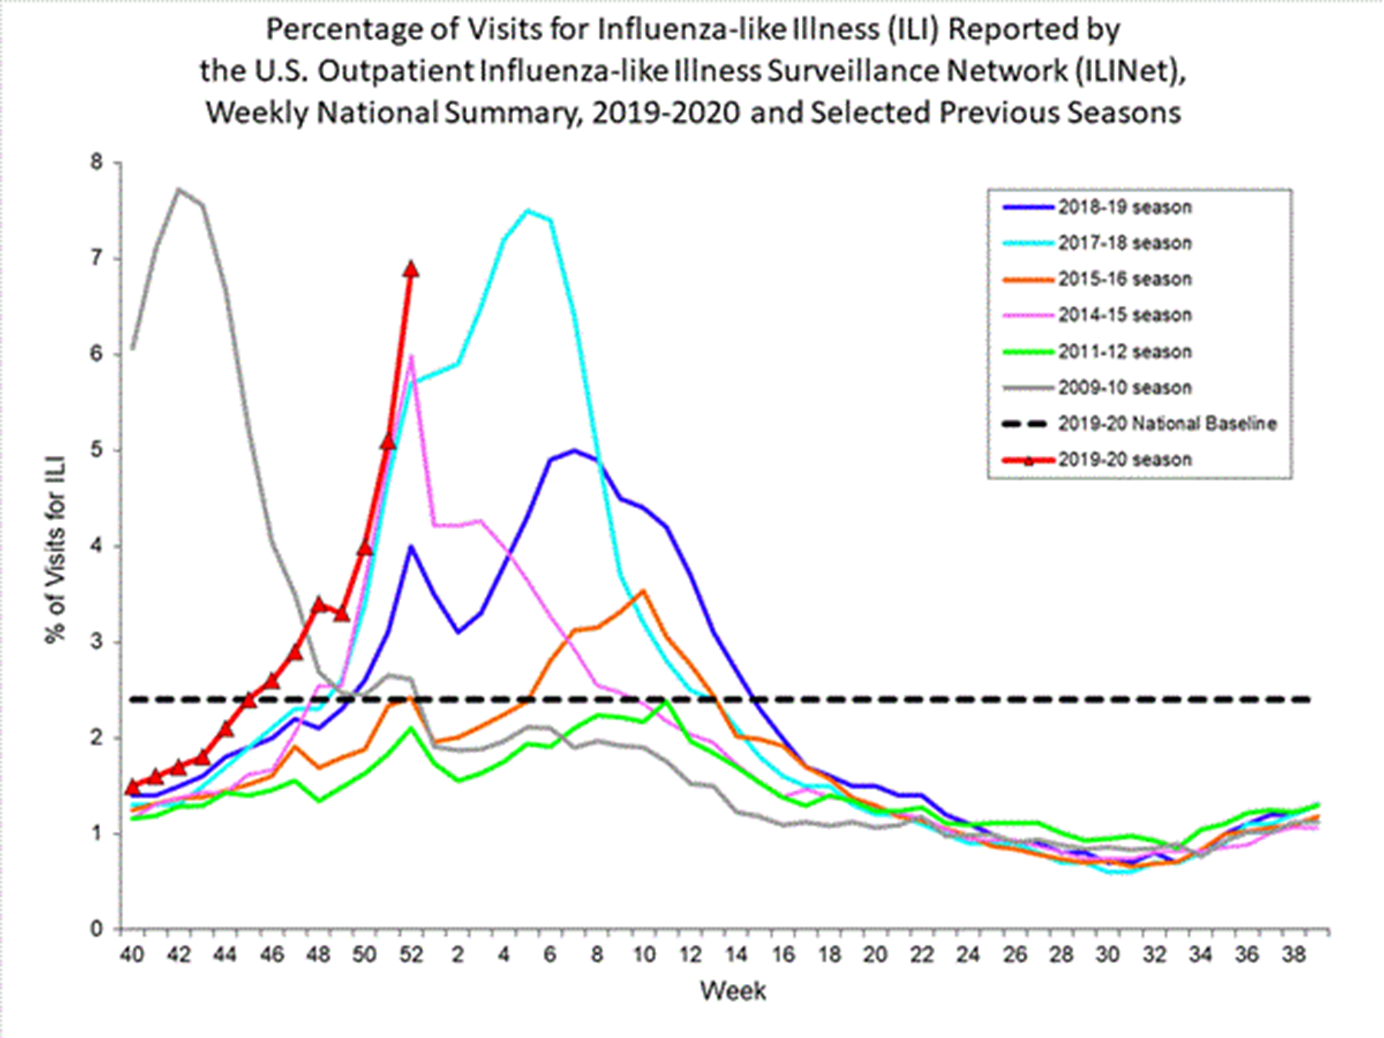 Percentage of Visits for Influenza-like Illness (ILI) Reported by
the U.S. Outpatient Influenza-like Illness Surveillance Network (ILINet),
Weekly National Summary, 2019-2020 and Selected Previous Seasons
8
7
6
5
4
3
2
1
0
% of Visits for ILI
2018-19 season
2017-18 season
2015-16 season
2014-15 season
2011-12 season
2009-10 season
2019-20 National Baseline
2019-20 season
40 42 44 46 48 50 52 2 4 6 8 10 12 14 16 18 20 22 24 26 28 30 32 34 36 38
Week